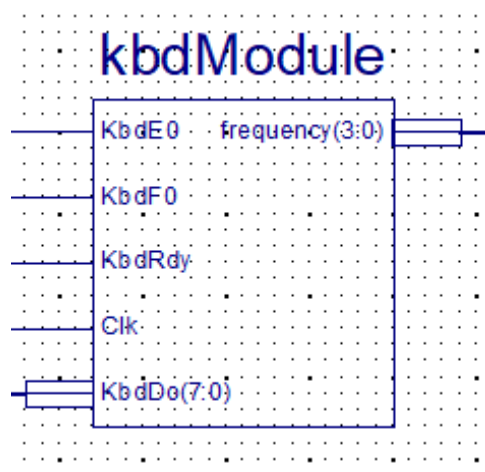 kbdModule
KbdE0 frequency(3:0)
KbdF0
KbdRdy
Clk
KbdDo(7:0)